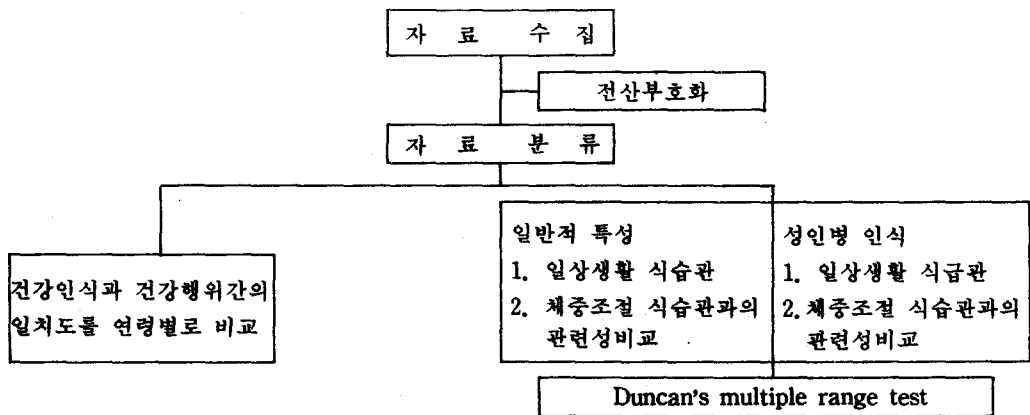 자 료 수 집
전산부호화
자 료 분 류
건강인식과 건강행위간의
일치도를 연령별로 비교
일반적 특성
1. 일상생활 식습관
2. 체중조절 식습관과의
관련성비교
성인병 인식
1. 일상생활 식급관
2. 체중조절 식습관과의
관련성비교
Duncan's multiple range test